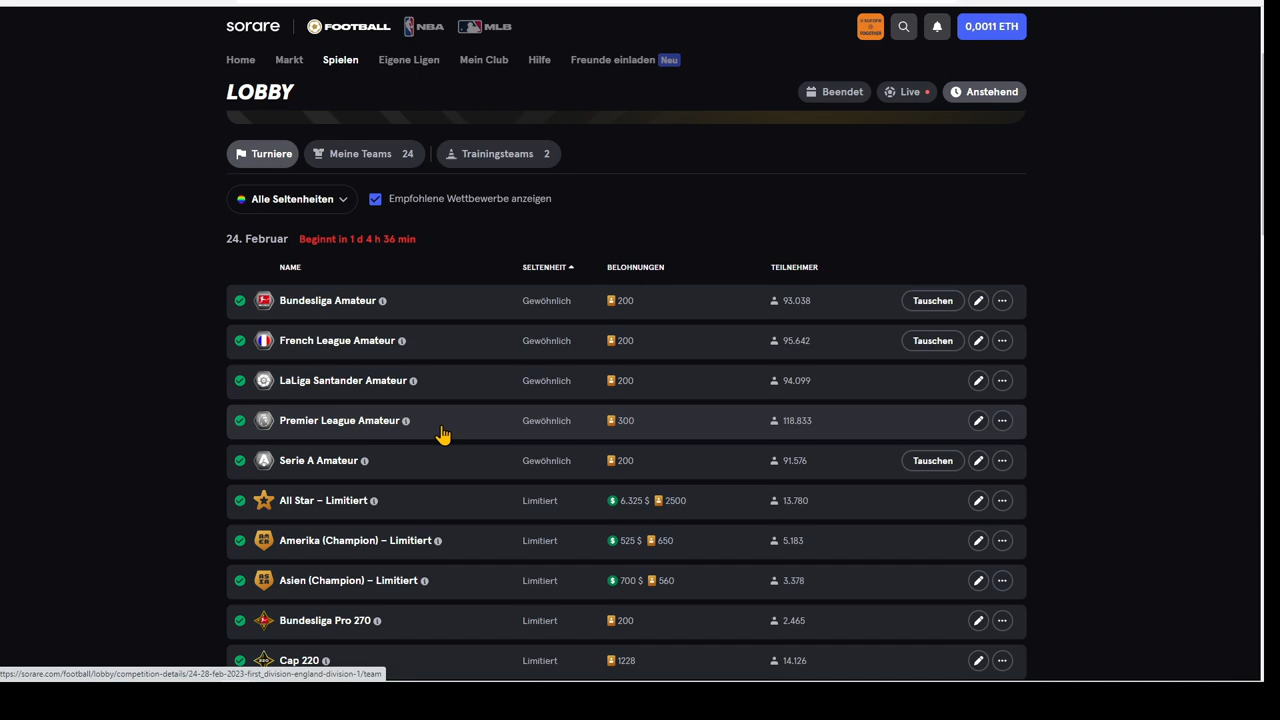 sorare FOOTBALL NBA MLB SORARE TOGETHER 0,0011 ETH
Home Markt Spielen Eigene Ligen Mein Club Hilfe Freunde einladen Neu
LOBBY Beendet Live Anstehend
Turniere Meine Teams 24 Trainingsteams 2
Alle Seltenheiten Empfohlene Wettbewerbe anzeigen
24. Februar Beginnt in 1 d 4 h 36 min
NAME SELTENHEIT BELOHNUNGEN TEILNEHMER
Bundesliga Amateur Gewöhnlich 200 93.038 Tauschen
French League Amateur Gewöhnlich 200 95.642 Tauschen
LaLiga Santander Amateur Gewöhnlich 200 94.099
Premier League Amateur Gewöhnlich 300 118.833
Serie A Amateur Gewöhnlich 200 91.576 Tauschen
All Star – Limitiert Limitiert $ 6.325 $ 2500 13.780
AMER Amerika (Champion) – Limitiert Limitiert $ 525 $ 650 5.183
ASIA Asien (Champion) – Limitiert Limitiert $ 700 $ 560 3.378
Bundesliga Pro 270 Limitiert 200 2.465
220 Cap 220 Limitiert 1228 14.126
ttps://sorare.com/football/lobby/competition-details/24-28-feb-2023-first_division-england-division-1/team